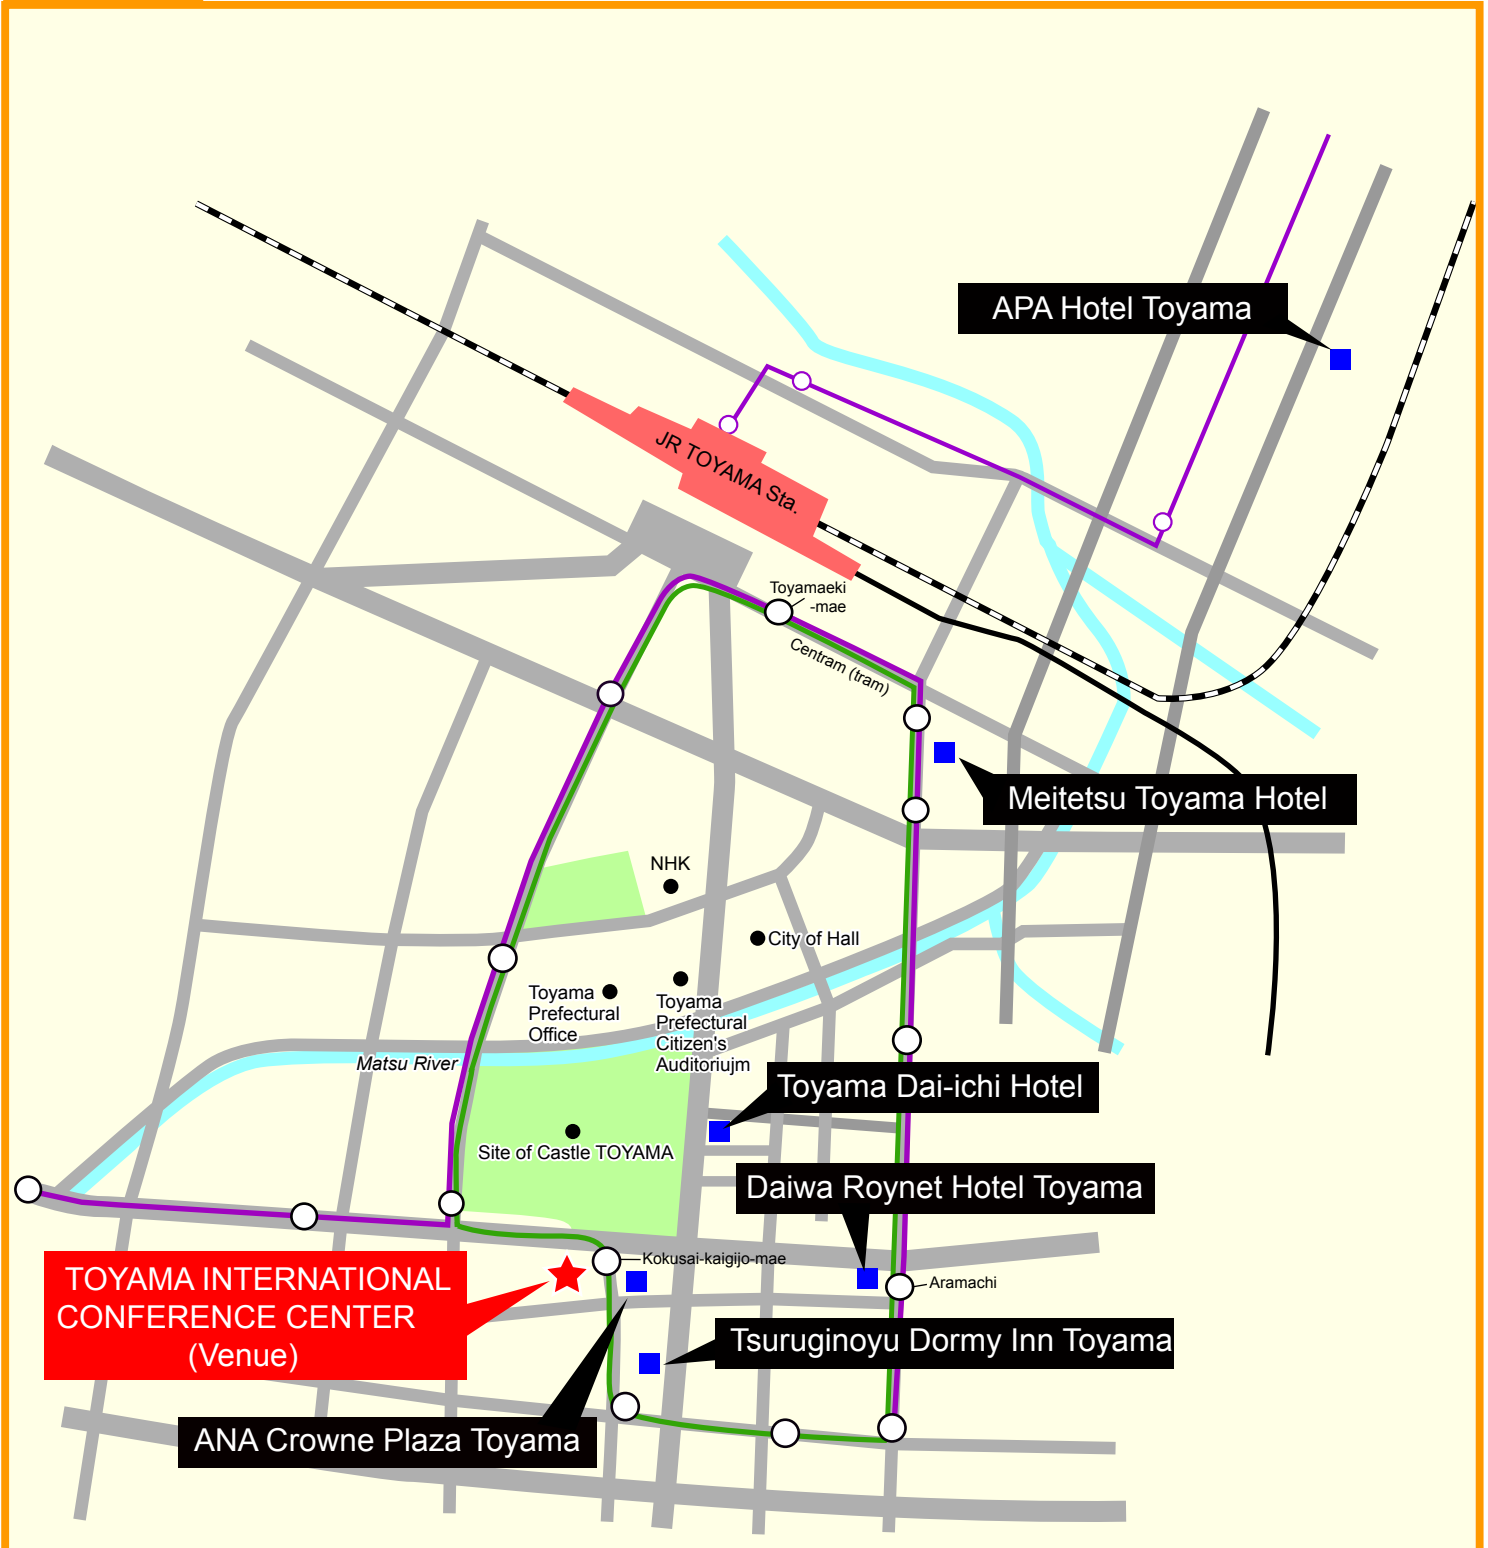 APA Hotel Toyama
JR TOYAMA Sta.
Toyamaeki
-mae
Centram (tram)
Meitetsu Toyama Hotel
NHK
City of Hall
Toyama
Prefectural
Office
Toyama
Prefectural
Citizen's
Auditoriujm
Matsu River
Toyama Dai-ichi Hotel
Site of Castle TOYAMA
Daiwa Roynet Hotel Toyama
Kokusai-kaigijo-mae
Aramachi
TOYAMA INTERNATIONAL
CONFERENCE CENTER
(Venue)
Tsuruginoyu Dormy Inn Toyama
ANA Crowne Plaza Toyama